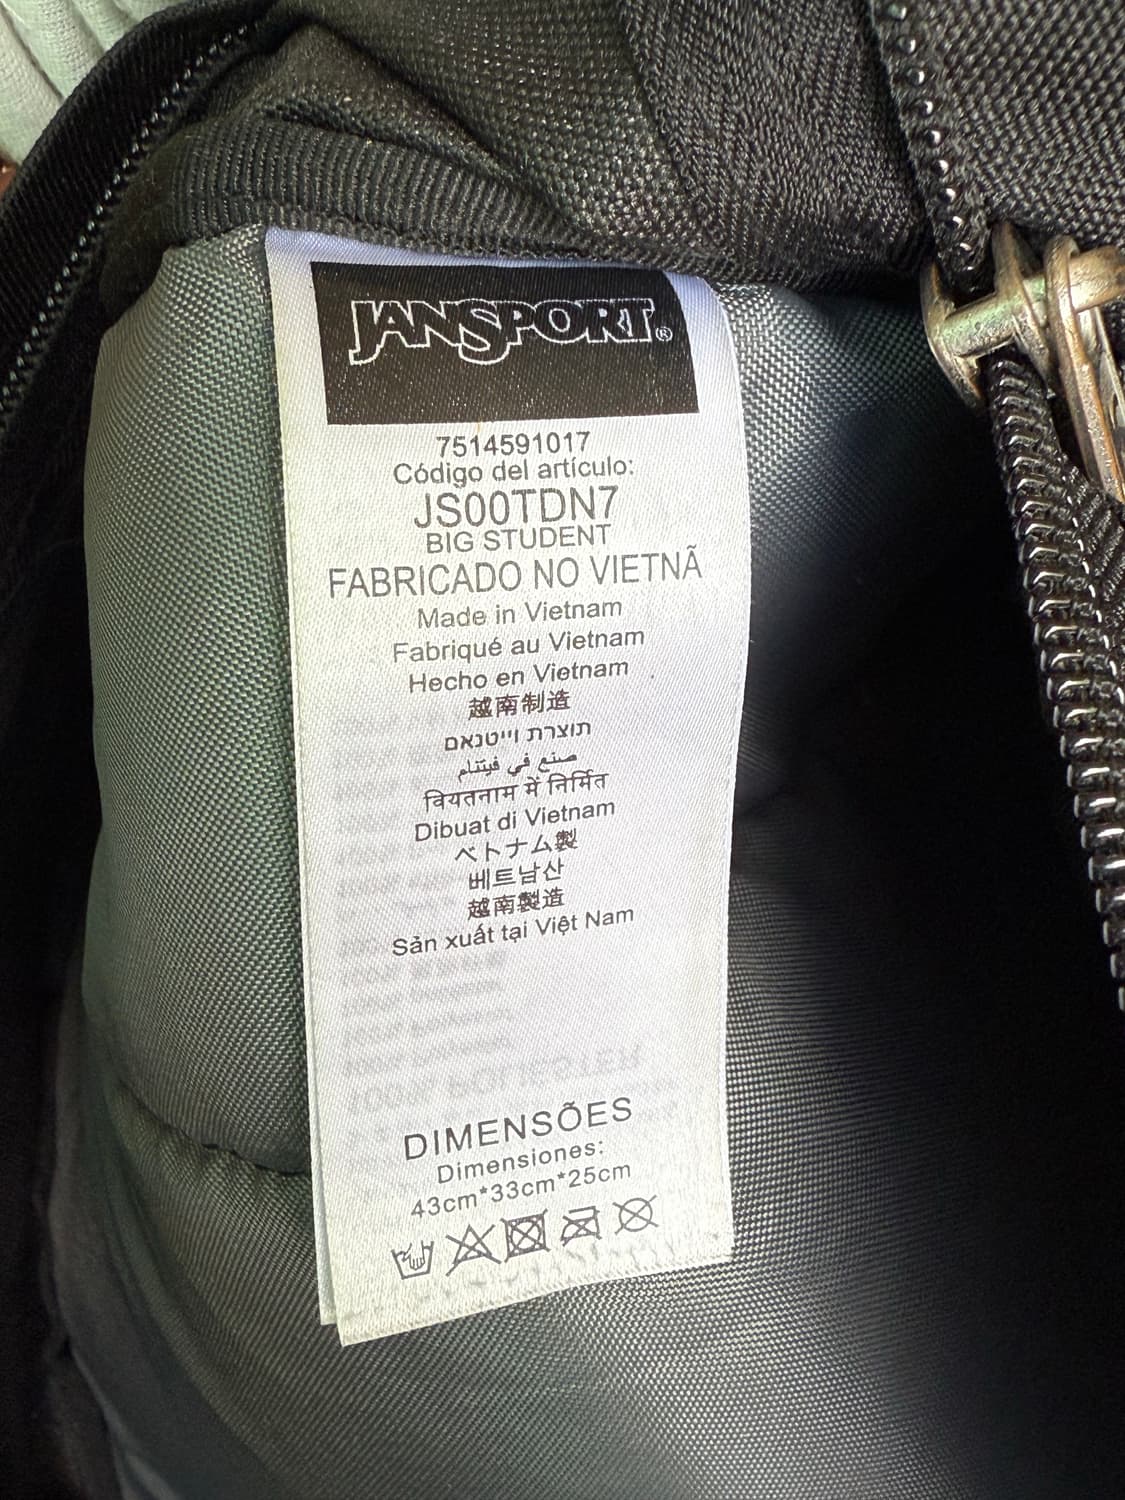 JANSPORT®
7514591017
Código del artículo:
JS00TDN7
BIG STUDENT
FABRICADO NO VIETNÃ
Made in Vietnam
Fabriqué au Vietnam
Hecho en Vietnam
越南制造
תוצרת וייטנאם
صنع في فيتنام
वियतनाम में निर्मित
Dibuat di Vietnam
ベトナム製
베트남산
越南製造
Sản xuất tại Việt Nam
DIMENSÕES
Dimensiones:
43cm*33cm*25cm